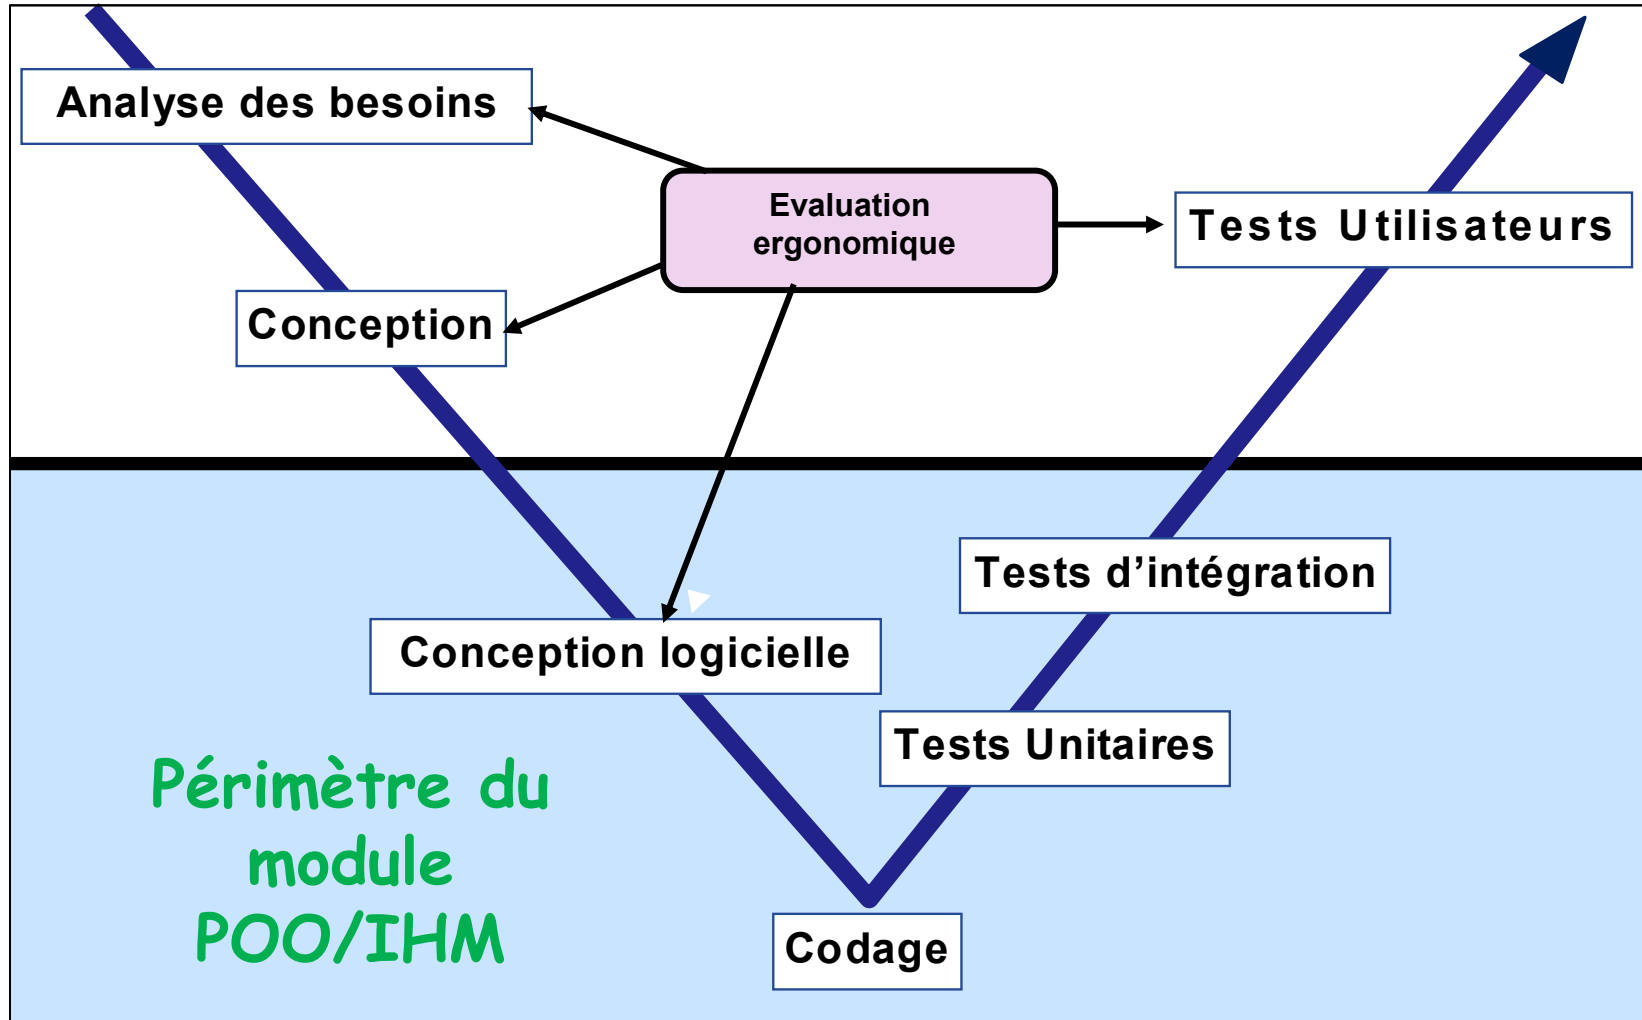 Analyse des besoins
Evaluation
ergonomique
Tests Utilisateurs
Conception
Tests d’intégration
Conception logicielle
Tests Unitaires
Périmètre du
module
POO/IHM
Codage